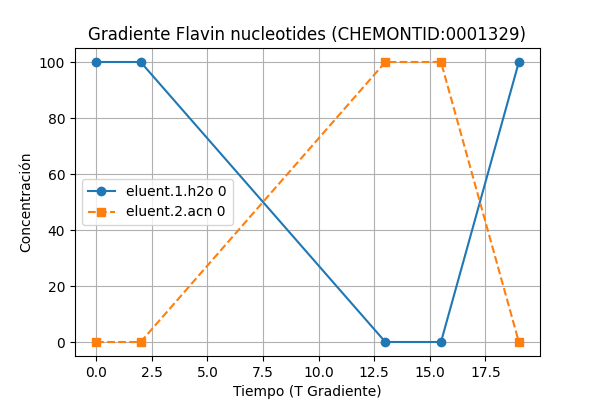 Gradiente Flavin nucleotides (CHEMONTID:0001329)
Concentración
100
80
60
40
20
0
eluent.1.h2o 0
eluent.2.acn 0
0.0 2.5 5.0 7.5 10.0 12.5 15.0 17.5
Tiempo (T Gradiente)